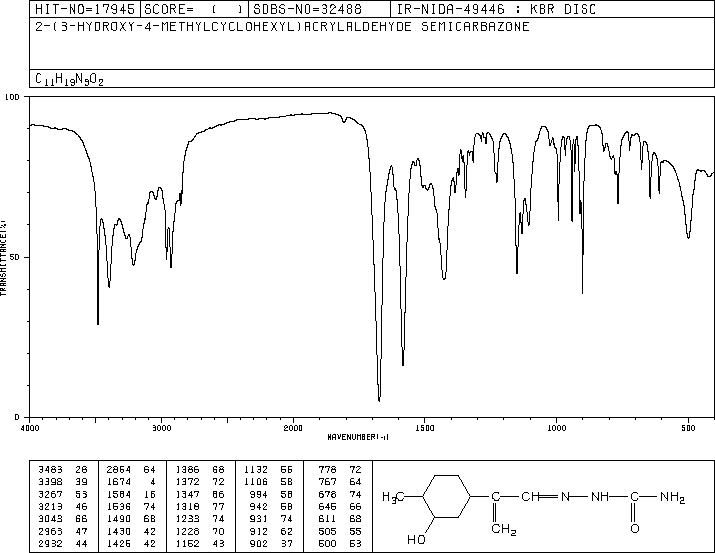 HIT-NO=17945 SCORE= ( ) SDBS-NO=32488 IR-NIDA-49446 : KBR DISC
2-(3-HYDROXY-4-METHYLCYCLOHEXYL)ACRYLALDEHYDE SEMICARBAZONE
C11H19N3O2
100
50
0
TRANSMITTANCE(%)
4000 3000 2000 1500 1000 500
WAVENUMBER(-1)
3483 28 2864 64 1386 68 1132 55 778 72
3398 39 1674 4 1372 72 1106 58 767 64
3267 53 1584 15 1347 66 994 58 678 74
3213 46 1536 74 1318 77 942 58 645 66
3043 66 1490 68 1233 74 931 74 611 68
2963 47 1430 42 1228 70 912 62 505 55
2932 44 1425 42 1152 43 902 37 500 53
H3C C CH N NH C NH2
HO CH2 O